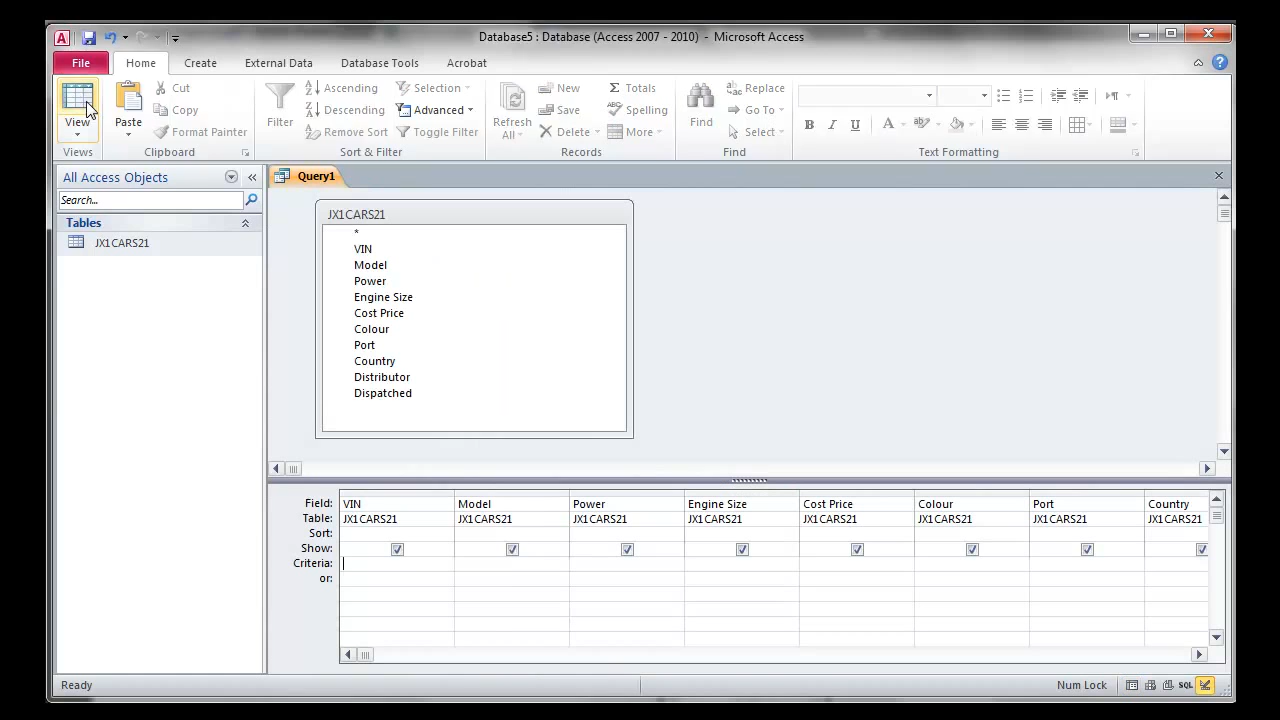 Database5 : Database (Access 2007 - 2010) - Microsoft Access
File Home Create External Data Database Tools Acrobat
View
Views
Paste
Cut
Copy
Format Painter
Clipboard
Filter
Ascending
Descending
Remove Sort
Selection
Advanced
Toggle Filter
Sort & Filter
Refresh
All
New
Save
Delete
Totals
Spelling
More
Records
Find
Replace
Go To
Select
Find
B I U
A
ab
Text Formatting
All Access Objects
Search...
Tables
JX1CARS21
Query1
JX1CARS21
*
VIN
Model
Power
Engine Size
Cost Price
Colour
Port
Country
Distributor
Dispatched
Field: VIN Model Power Engine Size Cost Price Colour Port Country
Table: JX1CARS21 JX1CARS21 JX1CARS21 JX1CARS21 JX1CARS21 JX1CARS21 JX1CARS21 JX1CARS21
Sort:
Show:
Criteria:
or:
Ready
Num Lock
SQL